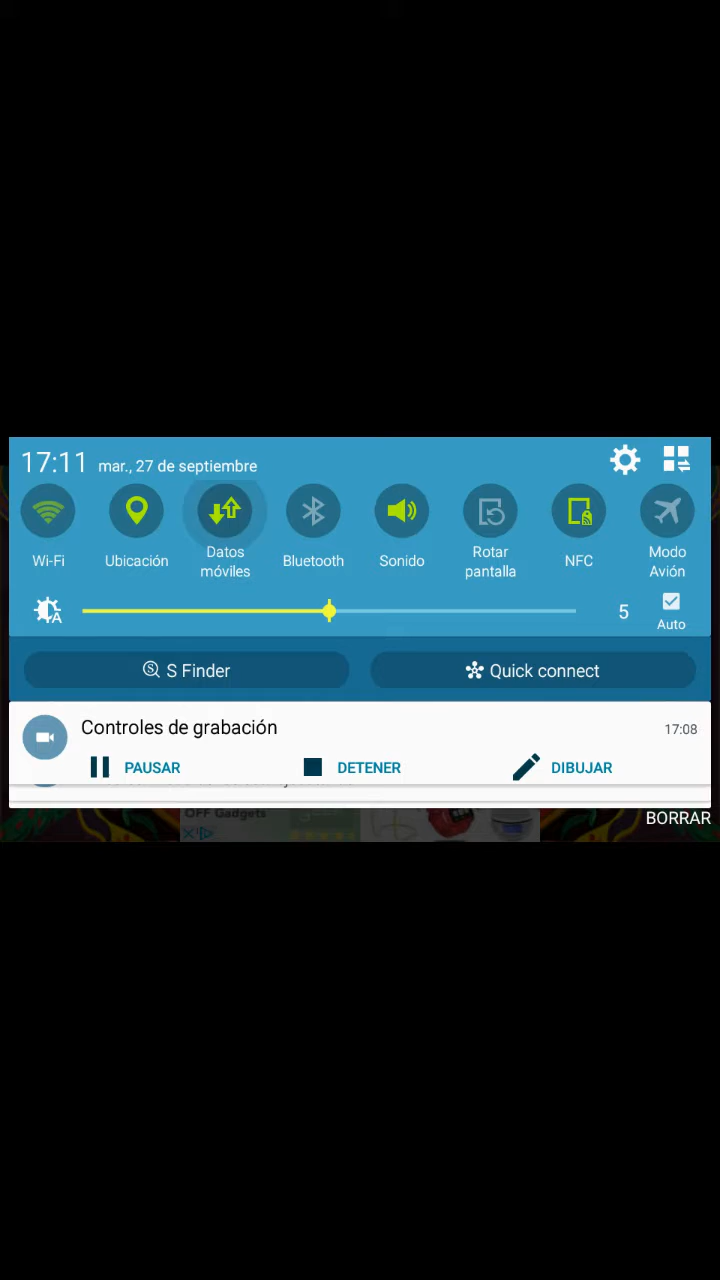 17:11 mar., 27 de septiembre
Wi-Fi
Ubicación
Datos
móviles
Bluetooth
Sonido
Rotar
pantalla
NFC
Modo
Avión
A
5
Auto
S Finder
Quick connect
Controles de grabación
17:08
PAUSAR
DETENER
DIBUJAR
OFF Gadgets
BORRAR